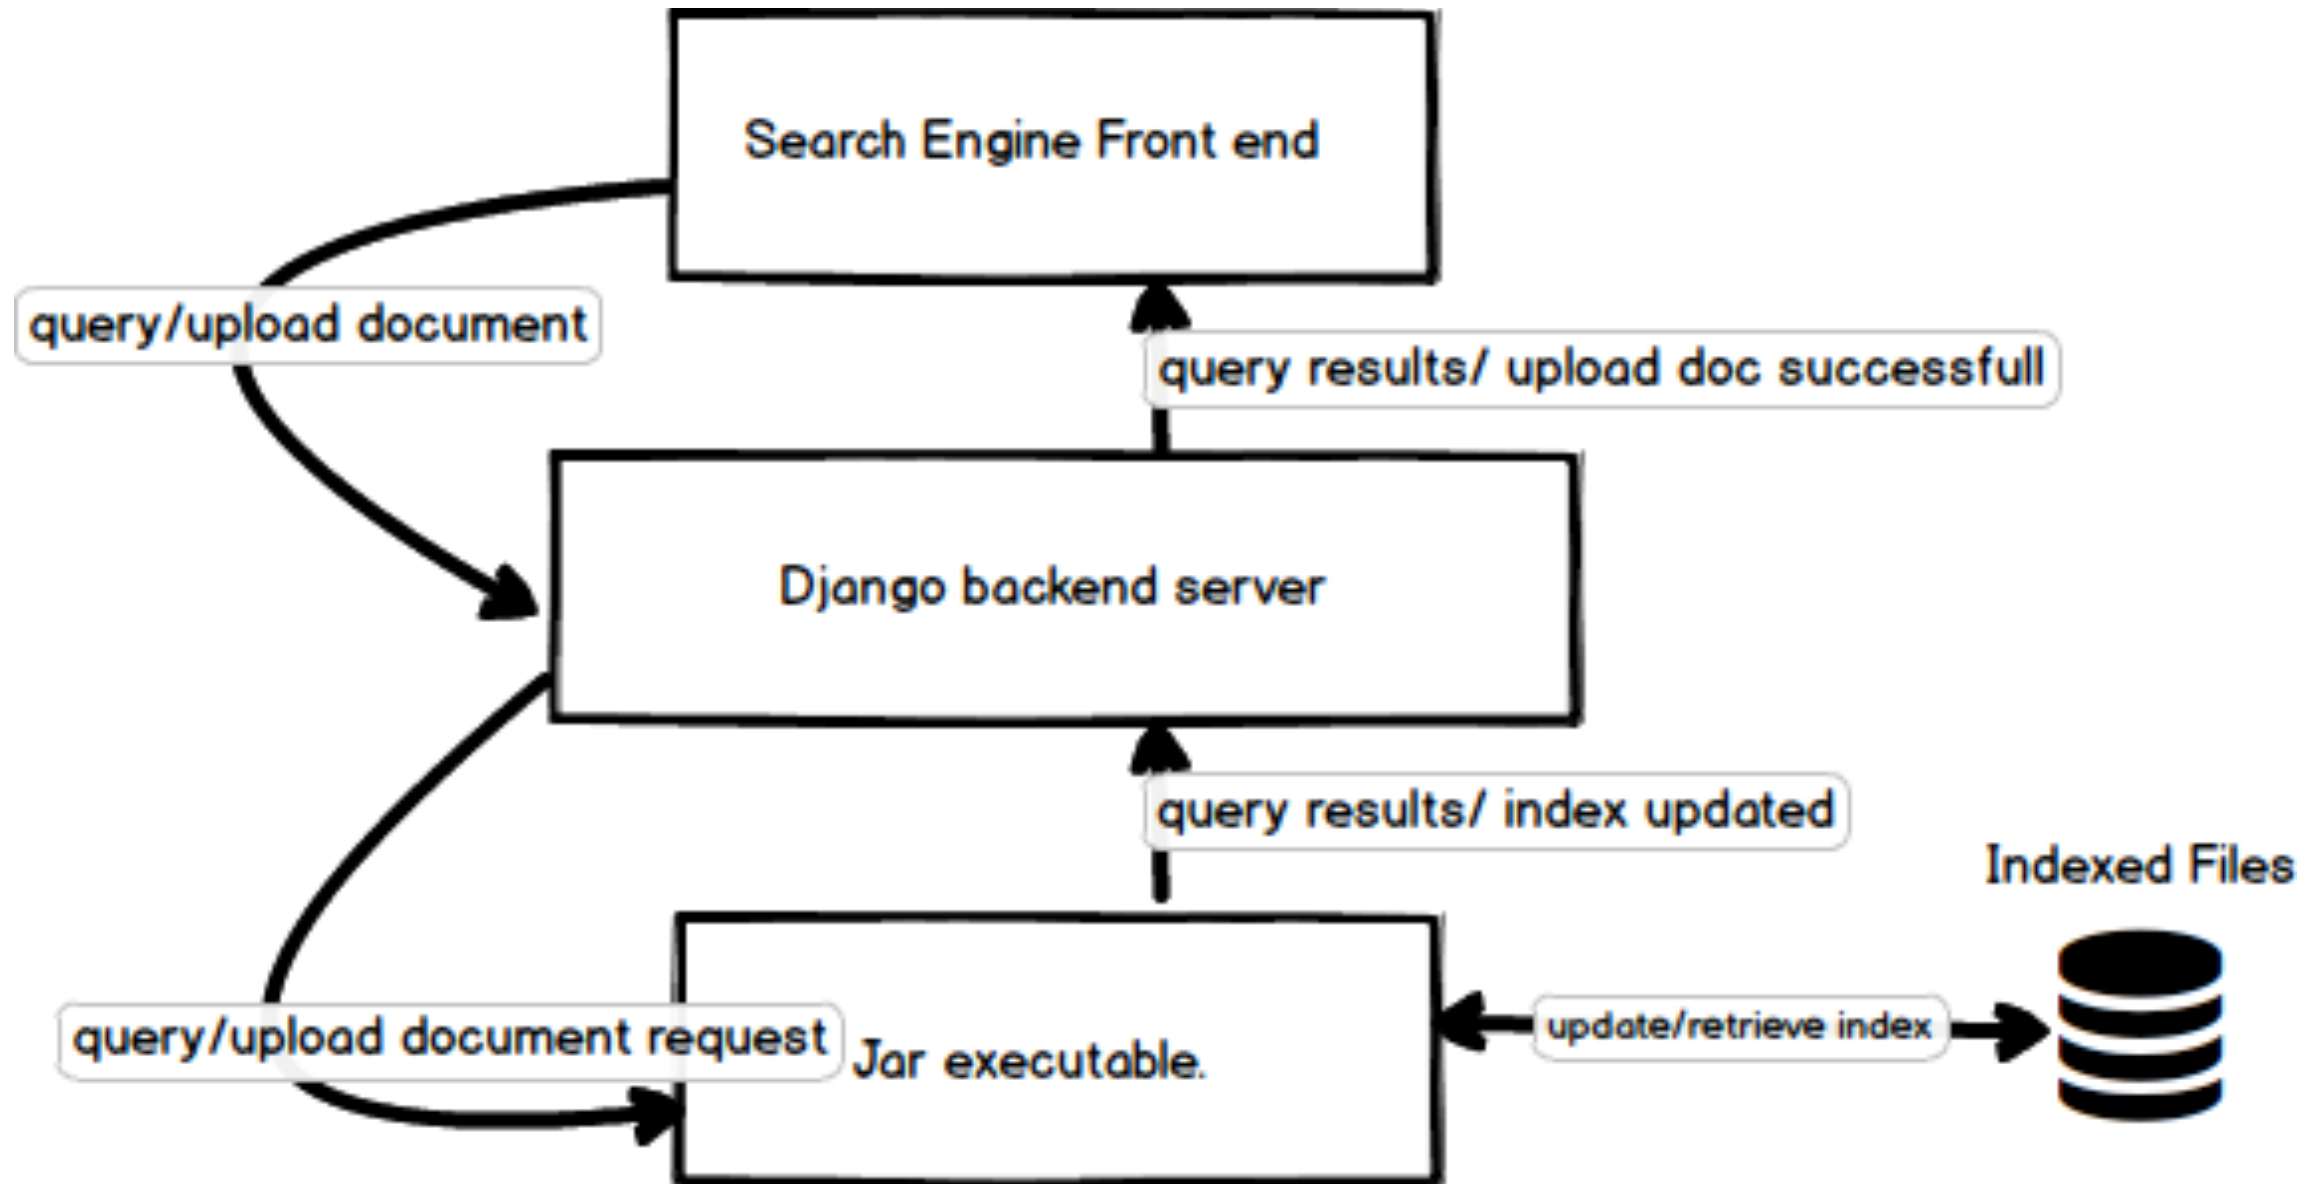 Search Engine Front end
query/upload document
query results/ upload doc successfull
Django backend server
query results/ index updated
Indexed Files
query/upload document request
Jar executable.
update/retrieve index